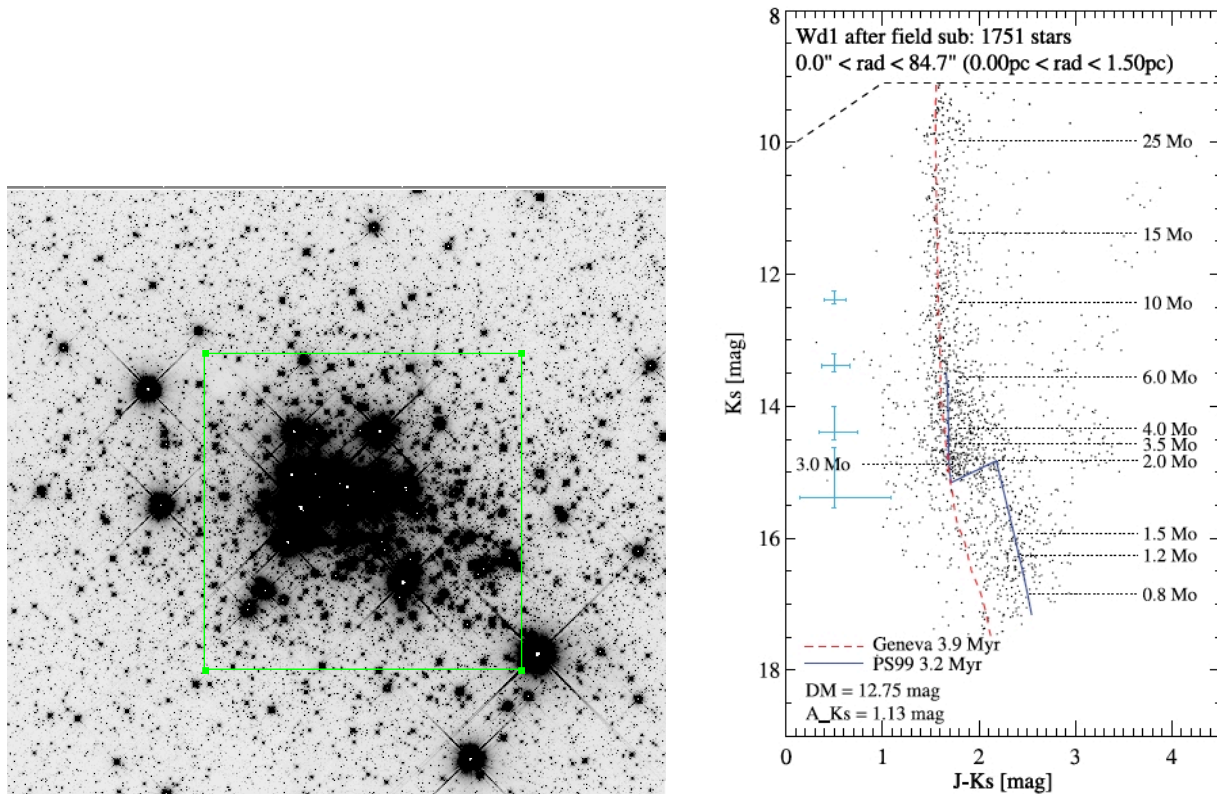 8
Wd1 after field sub: 1751 stars
0.0" < rad < 84.7" (0.00pc < rad < 1.50pc)
10
25 Mo
15 Mo
12
10 Mo
Ks [mag]
6.0 Mo
14
4.0 Mo
3.5 Mo
3.0 Mo
2.0 Mo
1.5 Mo
16
1.2 Mo
0.8 Mo
Geneva 3.9 Myr
PS99 3.2 Myr
18
DM = 12.75 mag
A_Ks = 1.13 mag
0 1 2 3 4
J-Ks [mag]